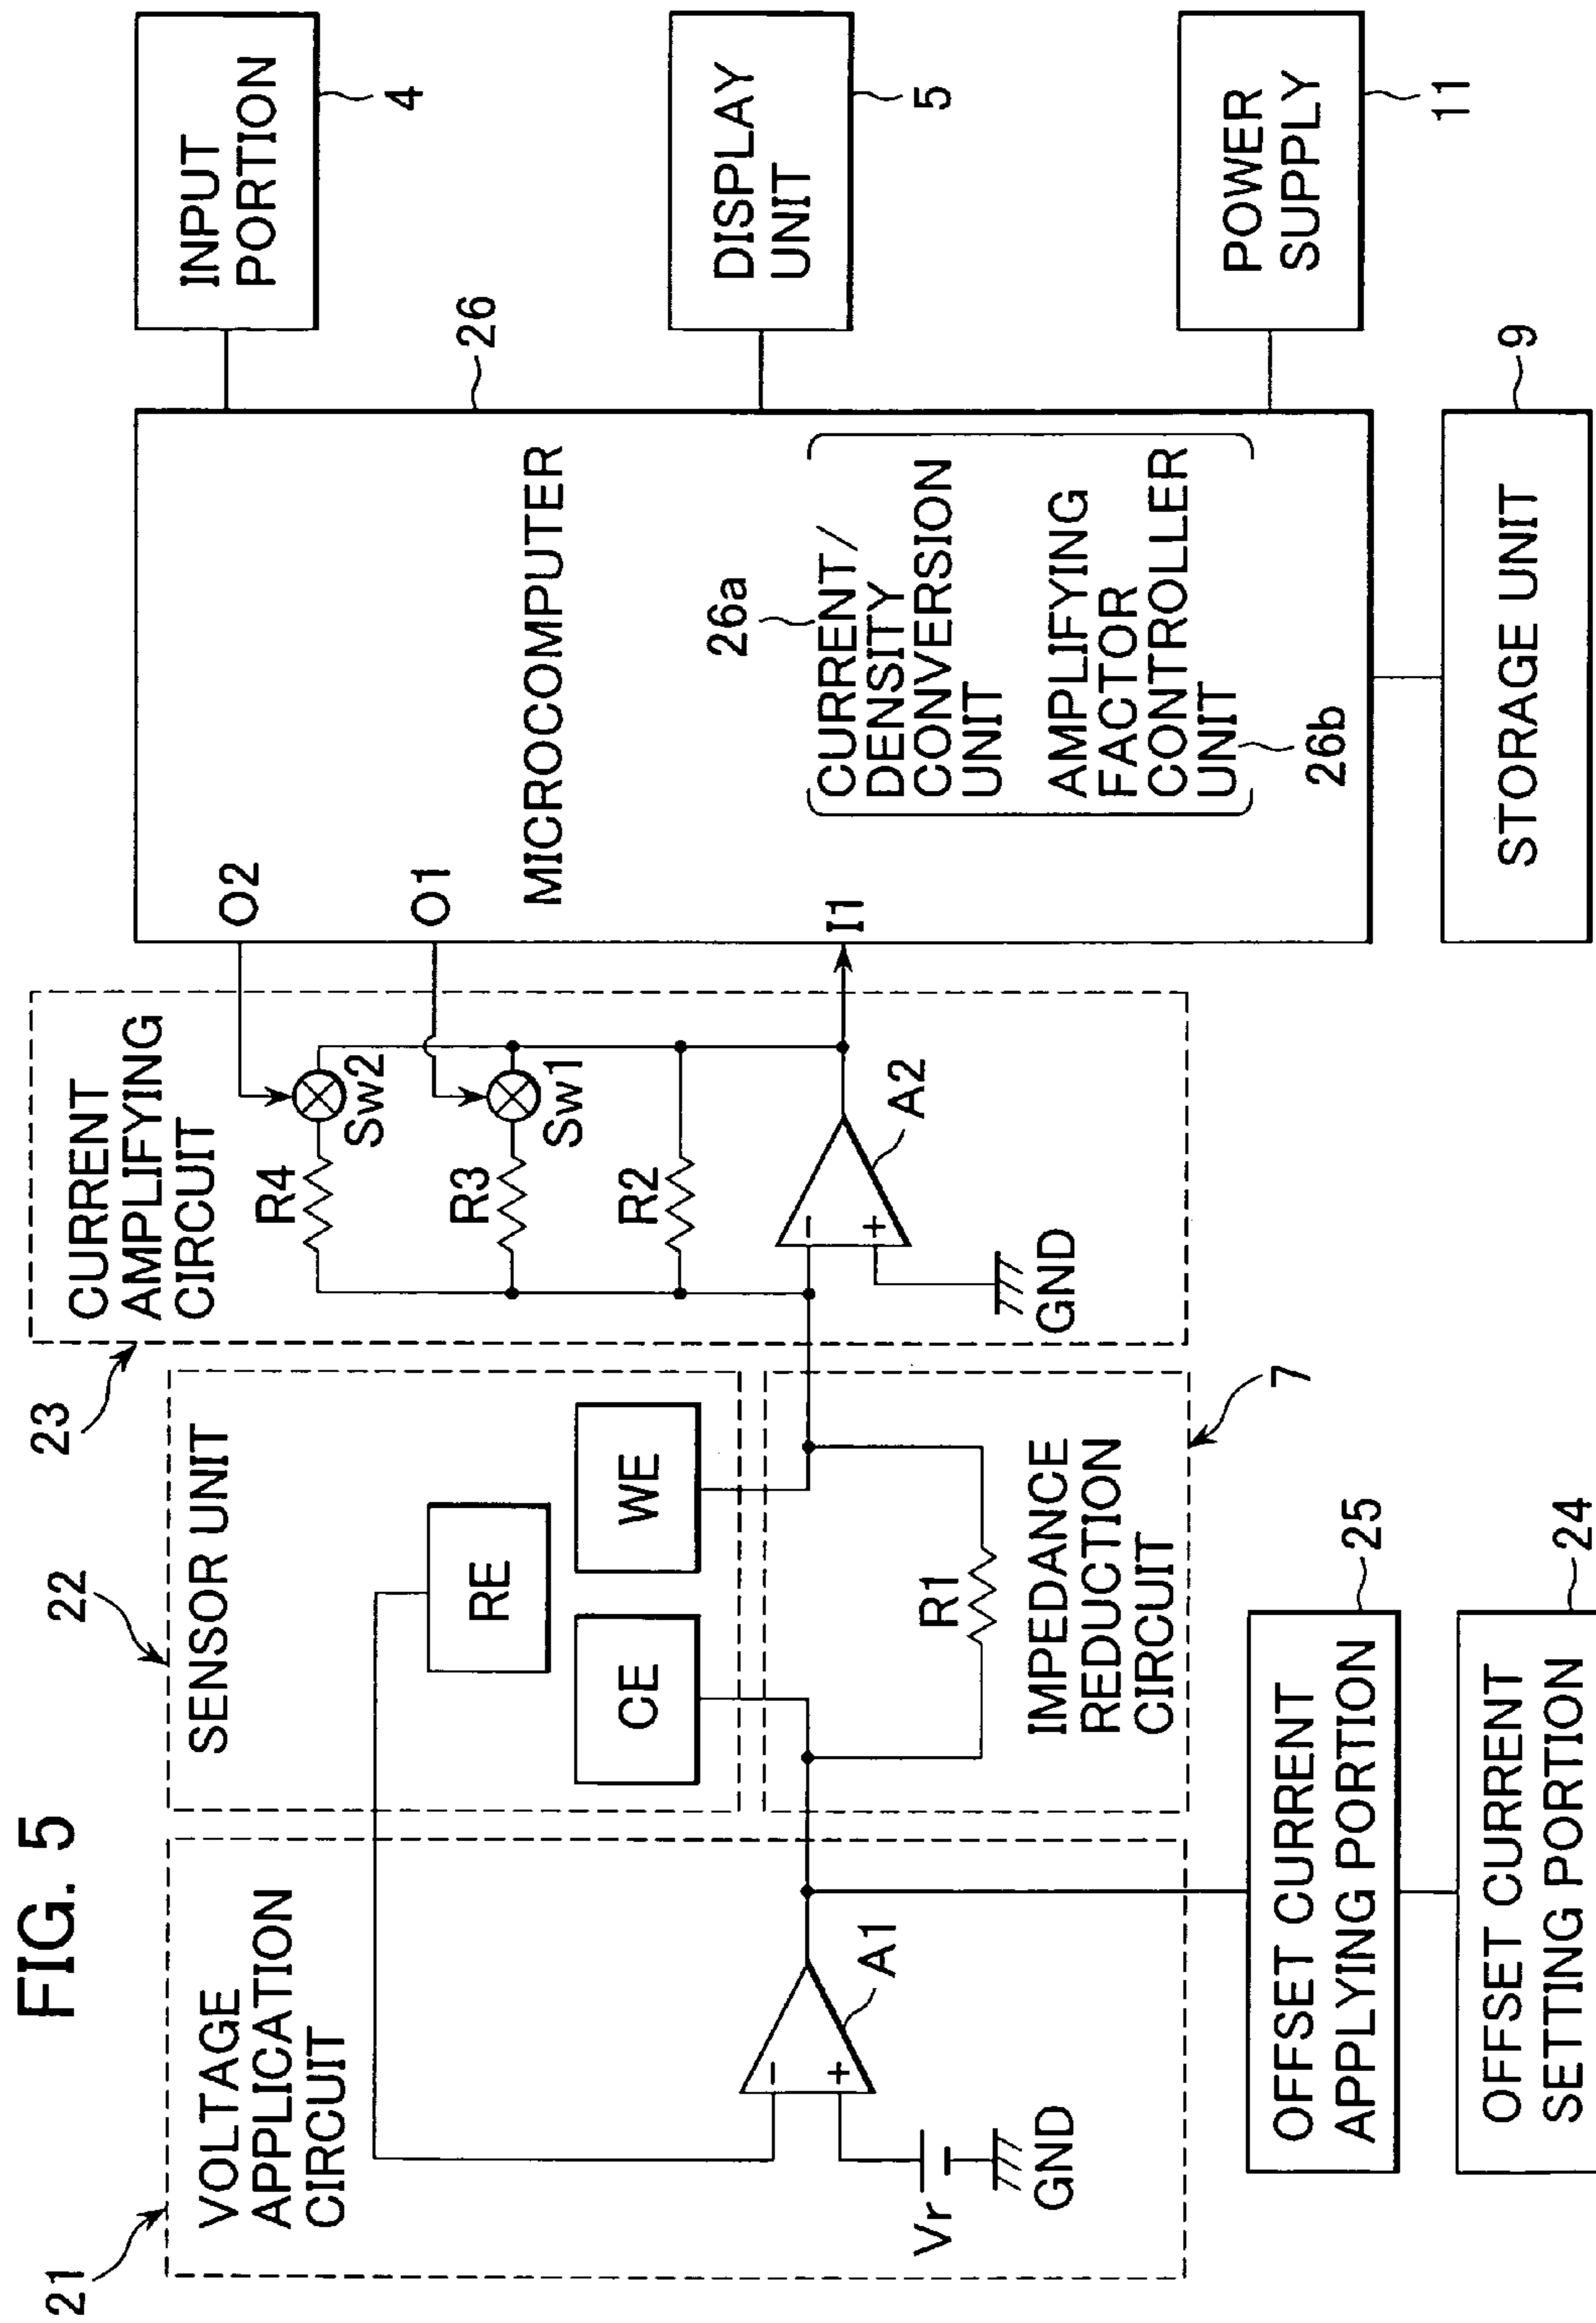 FIG. 5
21
VOLTAGE
APPLICATION
CIRCUIT
A1
Vr
GND
22
SENSOR UNIT
RE
CE
WE
R1
IMPEDANCE
REDUCTION
CIRCUIT
7
23
CURRENT
AMPLIFYING
CIRCUIT
R4
Sw2
R3
Sw1
R2
A2
GND
OFFSET CURRENT
APPLYING PORTION
25
OFFSET CURRENT
SETTING PORTION
24
O2
O1
I1
MICROCOMPUTER
26
26a
CURRENT/
DENSITY
CONVERSION
UNIT
AMPLIFYING
FACTOR
CONTROLLER
UNIT
26b
STORAGE UNIT
9
INPUT
PORTION
4
DISPLAY
UNIT
5
POWER
SUPPLY
11